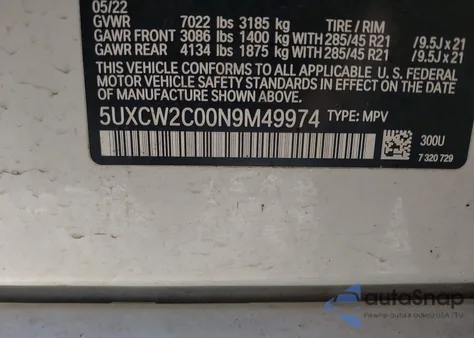 05/22
GVWR 7022 lbs 3185 kg TIRE / RIM
GAWR FRONT 3086 lbs 1400 kg WITH 285/45 R21 /9.5J x 21
GAWR REAR 4134 lbs 1875 kg WITH 285/45 R21 /9.5J x 21
THIS VEHICLE CONFORMS TO ALL APPLICABLE U. S. FEDERAL
MOTOR VEHICLE SAFETY STANDARDS
IN EFFECT ON THE DATE OF
5UXCW2C00N9M49974 TYPE: MPV
300U
7 320 729
autoSnap